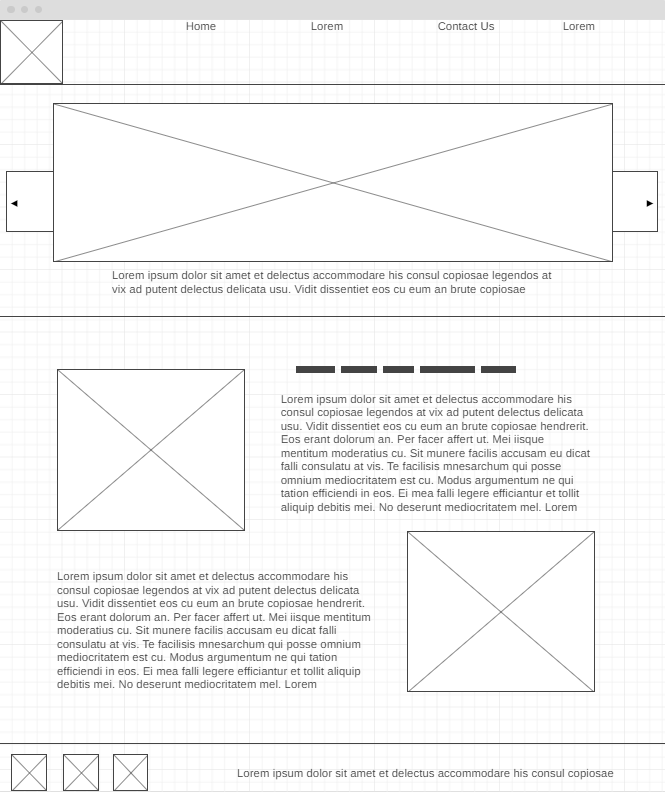 Home Lorem Contact Us Lorem
Lorem ipsum dolor sit amet et delectus accommodare his consul copiosae legendos at
vix ad putent delectus delicata usu. Vidit dissentiet eos cu eum an brute copiosae
Lorem ipsum dolor sit amet et delectus accommodare his
consul copiosae legendos at vix ad putent delectus delicata
usu. Vidit dissentiet eos cu eum an brute copiosae hendrerit.
Eos erant dolorum an. Per facer affert ut. Mei iisque
mentitum moderatius cu. Sit munere facilis accusam eu dicat
falli consulatu at vis. Te facilisis mnesarchum qui posse
omnium mediocritatem est cu. Modus argumentum ne qui
tation efficiendi in eos. Ei mea falli legere efficiantur et tollit
aliquip debitis mei. No deserunt mediocritatem mel. Lorem
Lorem ipsum dolor sit amet et delectus accommodare his
consul copiosae legendos at vix ad putent delectus delicata
usu. Vidit dissentiet eos cu eum an brute copiosae hendrerit.
Eos erant dolorum an. Per facer affert ut. Mei iisque mentitum
moderatius cu. Sit munere facilis accusam eu dicat falli
consulatu at vis. Te facilisis mnesarchum qui posse omnium
mediocritatem est cu. Modus argumentum ne qui tation
efficiendi in eos. Ei mea falli legere efficiantur et tollit aliquip
debitis mei. No deserunt mediocritatem mel. Lorem
Lorem ipsum dolor sit amet et delectus accommodare his consul copiosae